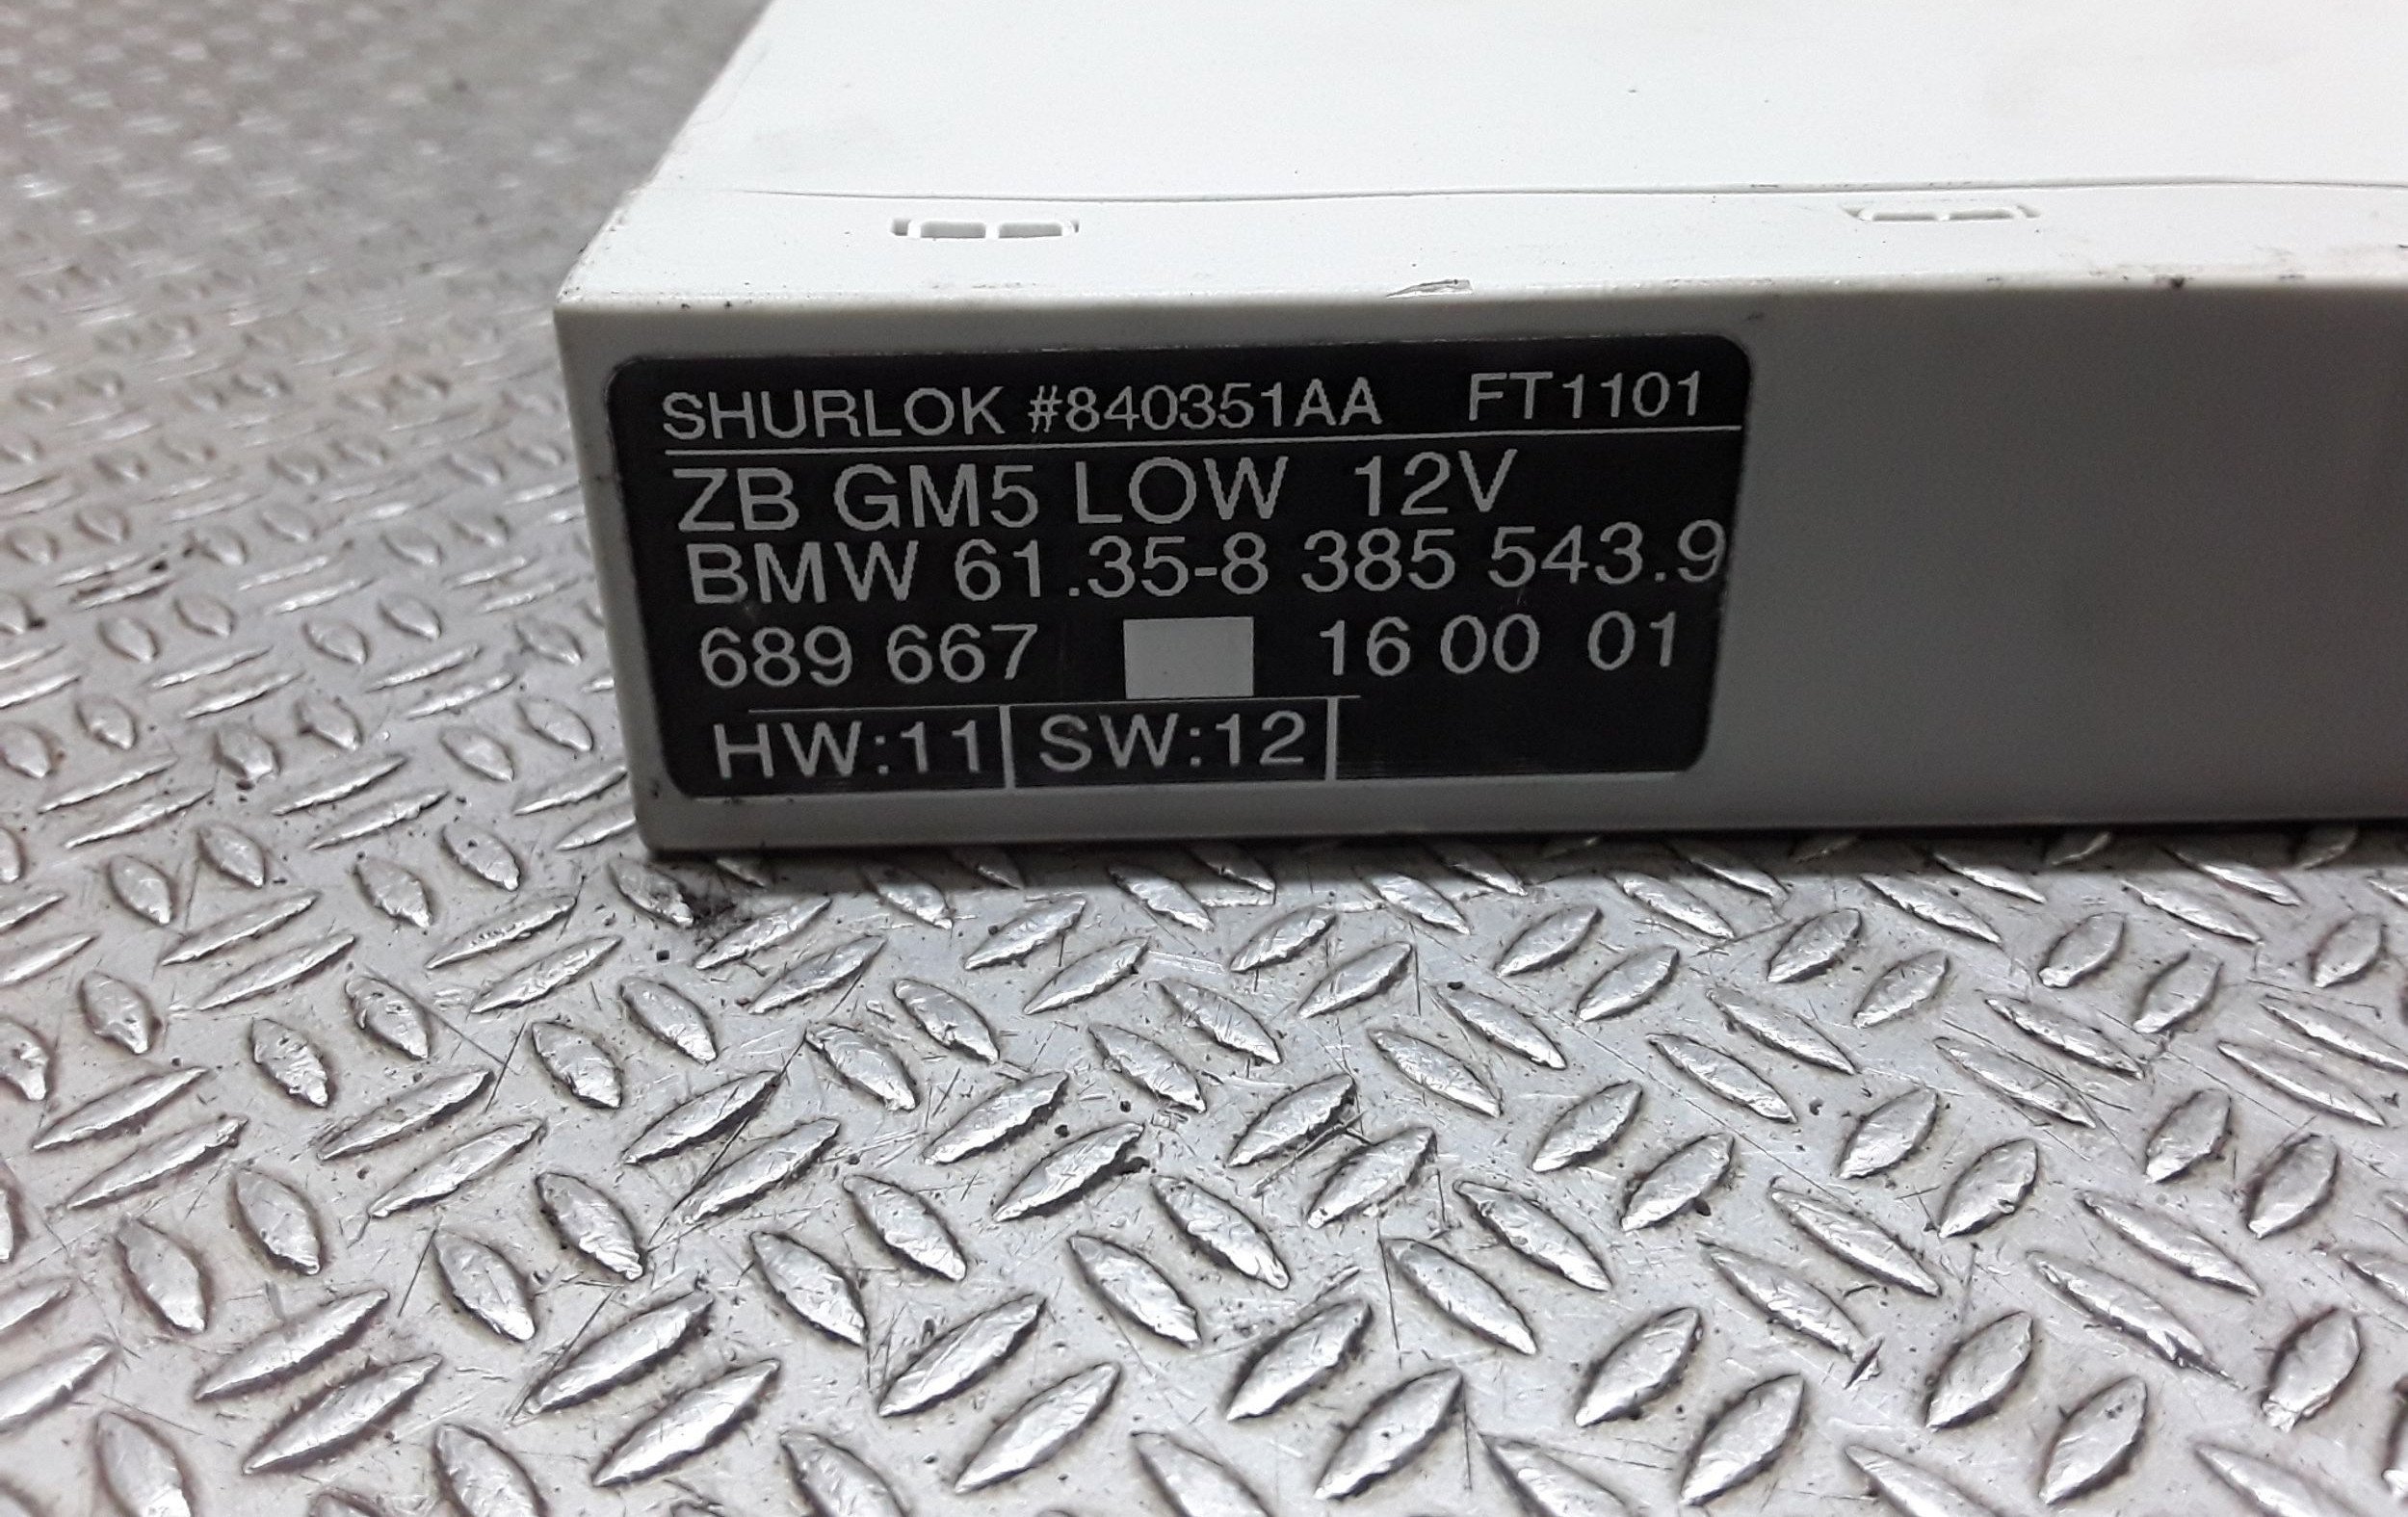 SHURLOK #840351AA FT1101
ZB GM5 LOW 12V
BMW 61.35-8 385 543.9
689 667 16 00 01
HW:11 SW:12